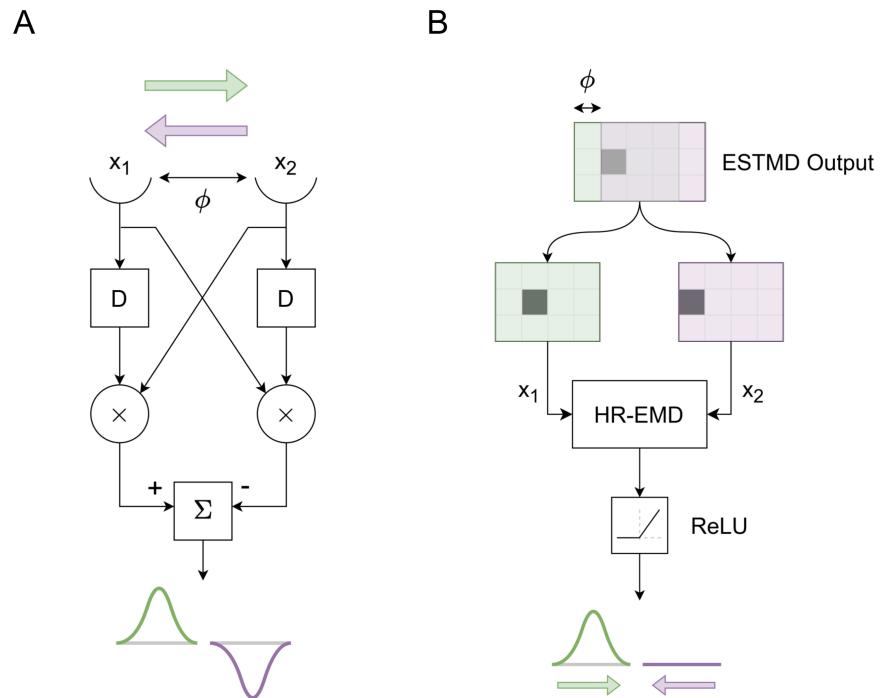 A
x₁
x₂
ϕ
D
D
×
×
+
-
Σ
B
ϕ
ESTMD Output
x₁
x₂
HR-EMD
ReLU